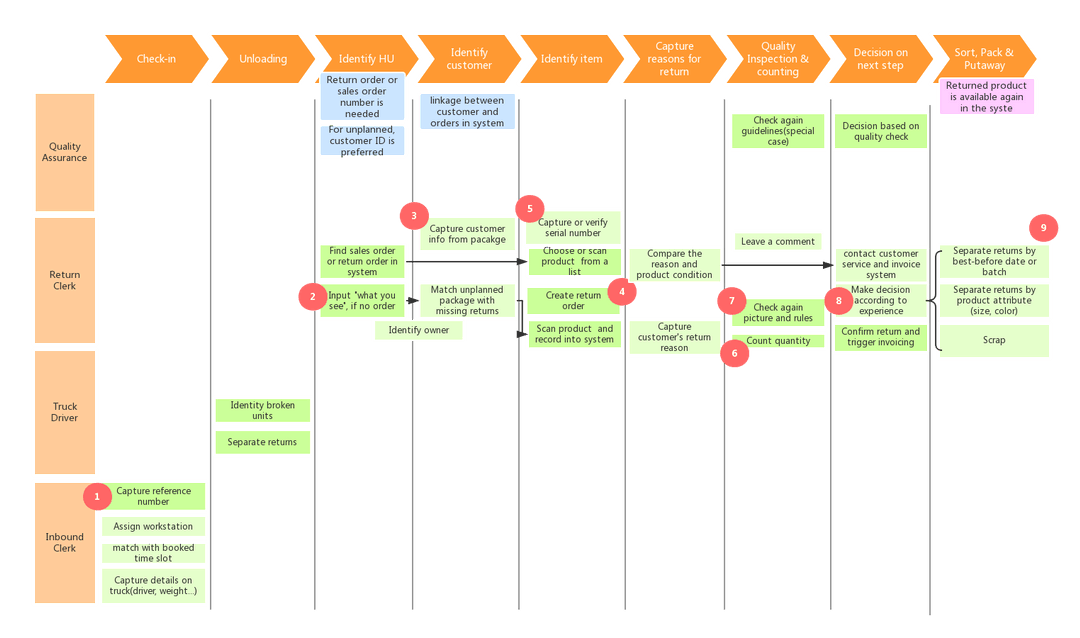 Check-in
Unloading
Identify HU
Identify
customer
Identify item
Capture
reasons for
return
Quality
Inspection &
counting
Decision on
next step
Sort, Pack &
Putaway
Return order or
sales order
number is
needed
For unplanned,
customer ID is
preferred
linkage between
customer and
orders in system
Returned product
is available again
in the syste
Quality
Assurance
Check again
guidelines(special
case)
Decision based on
quality check
Return
Clerk
3
Capture customer
info from pacakge
5
Capture or verify
serial number
9
Find sales order
or return order in
system
Choose or scan
product  from a
list
Compare the
reason and
product condition
Leave a comment
contact customer
service and invoice
system
Separate returns by
best-before date or
batch
2
Input "what you
see", if no order
Match unplanned
package with
missing returns
Create return
order
4
7
Check again
picture and rules
8
Make decision
according to
experience
Separate returns by
product attribute
(size, color)
Identify owner
Scan product  and
record into system
Capture
customer's return
reason
6
Count quantity
Confirm return and
trigger invoicing
Scrap
Truck
Driver
Identity broken
units
Separate returns
Inbound
Clerk
1
Capture reference
number
Assign workstation
match with booked
time slot
Capture details on
truck(driver, weight...)